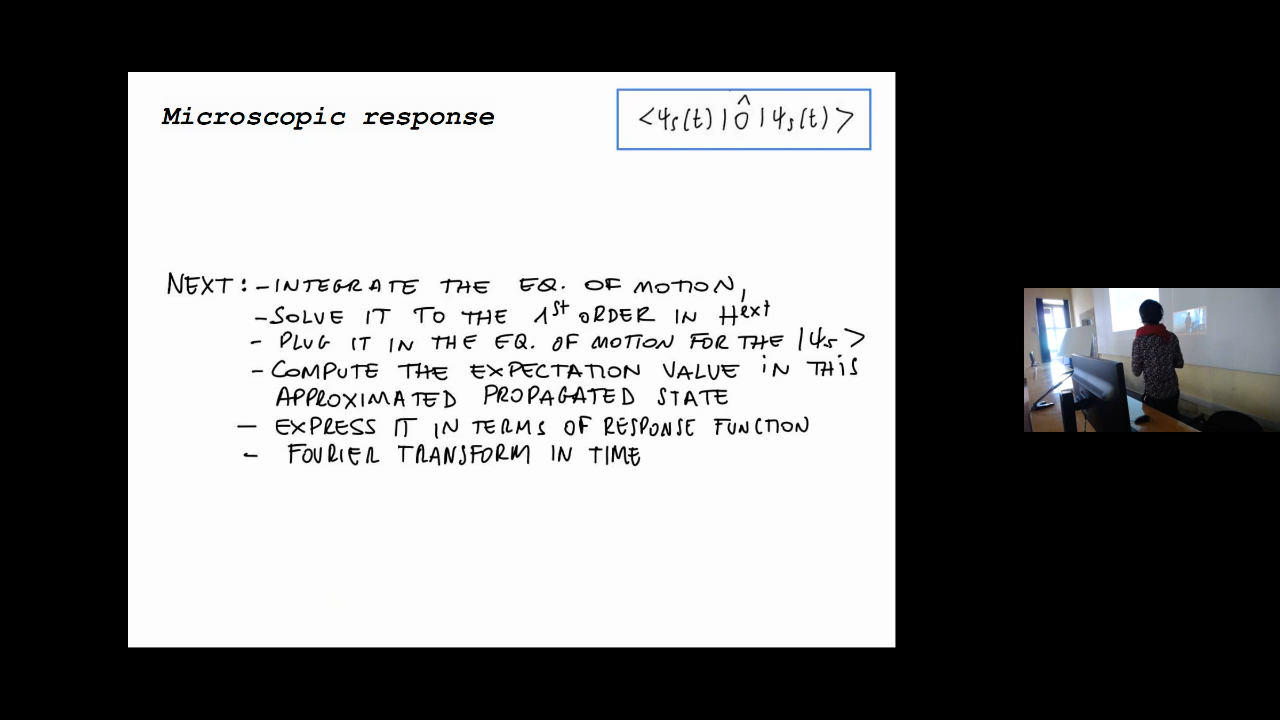 Microscopic response
<ψs(t)|Ô|ψs(t)>
NEXT: - INTEGRATE THE EQ. OF MOTION,
- SOLVE IT TO THE 1st ORDER IN Hext
- PLUG IT IN THE EQ. OF MOTION FOR THE |ψs>
- COMPUTE THE EXPECTATION VALUE IN THIS
APPROXIMATED PROPAGATED STATE
- EXPRESS IT IN TERMS OF RESPONSE FUNCTION
- FOURIER TRANSFORM IN TIME